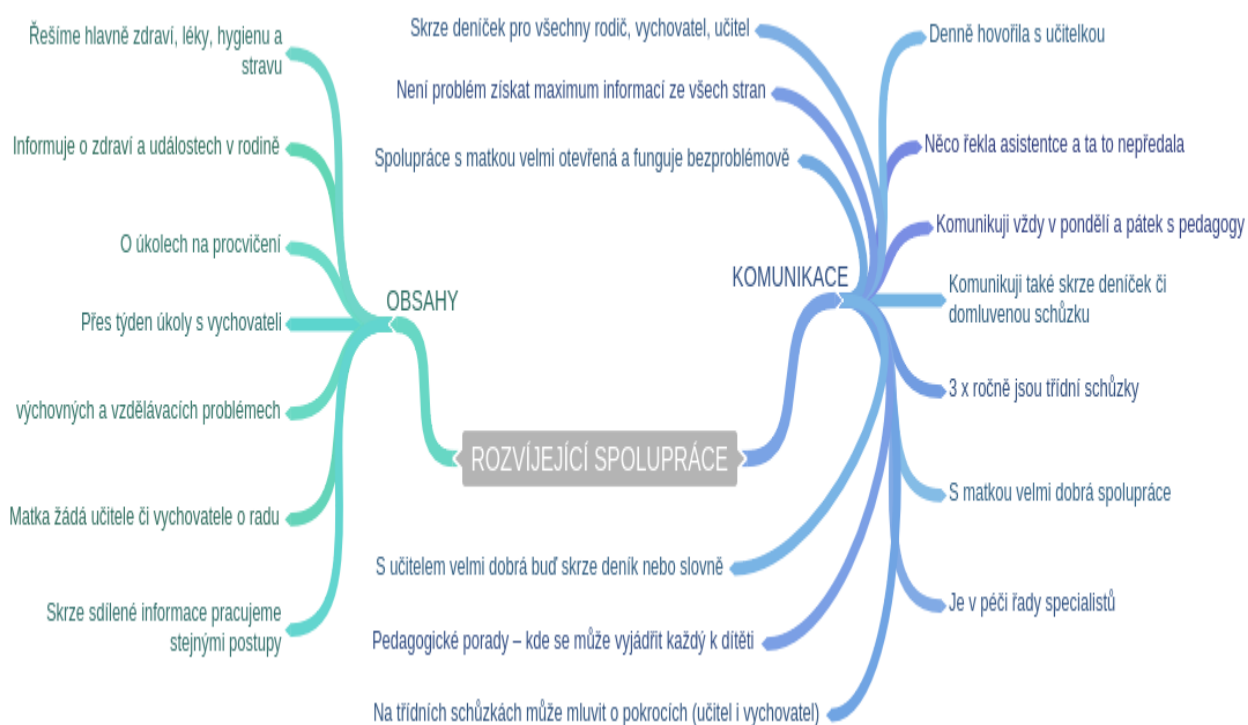 ROZVÍJEJÍCÍ SPOLUPRÁCE
OBSAHY
Řešíme hlavně zdraví, léky, hygienu a
stravu
Informuje o zdraví a událostech v rodině
O úkolech na procvičení
Přes týden úkoly s vychovateli
výchovných a vzdělávacích problémech
Matka žádá učitele či vychovatele o radu
Skrze sdílené informace pracujeme
stejnými postupy
KOMUNIKACE
Skrze deníček pro všechny rodič, vychovatel, učitel
Není problém získat maximum informací ze všech stran
Spolupráce s matkou velmi otevřená a funguje bezproblémově
Denně hovořila s učitelkou
Něco řekla asistentce a ta to nepředala
Komunikuji vždy v pondělí a pátek s pedagogy
Komunikuji také skrze deníček či
domluvenou schůzku
3 x ročně jsou třídní schůzky
S matkou velmi dobrá spolupráce
Je v péči řady specialistů
S učitelem velmi dobrá buď skrze deník nebo slovně
Pedagogické porady – kde se může vyjádřit každý k dítěti
Na třídních schůzkách může mluvit o pokrocích (učitel i vychovatel)